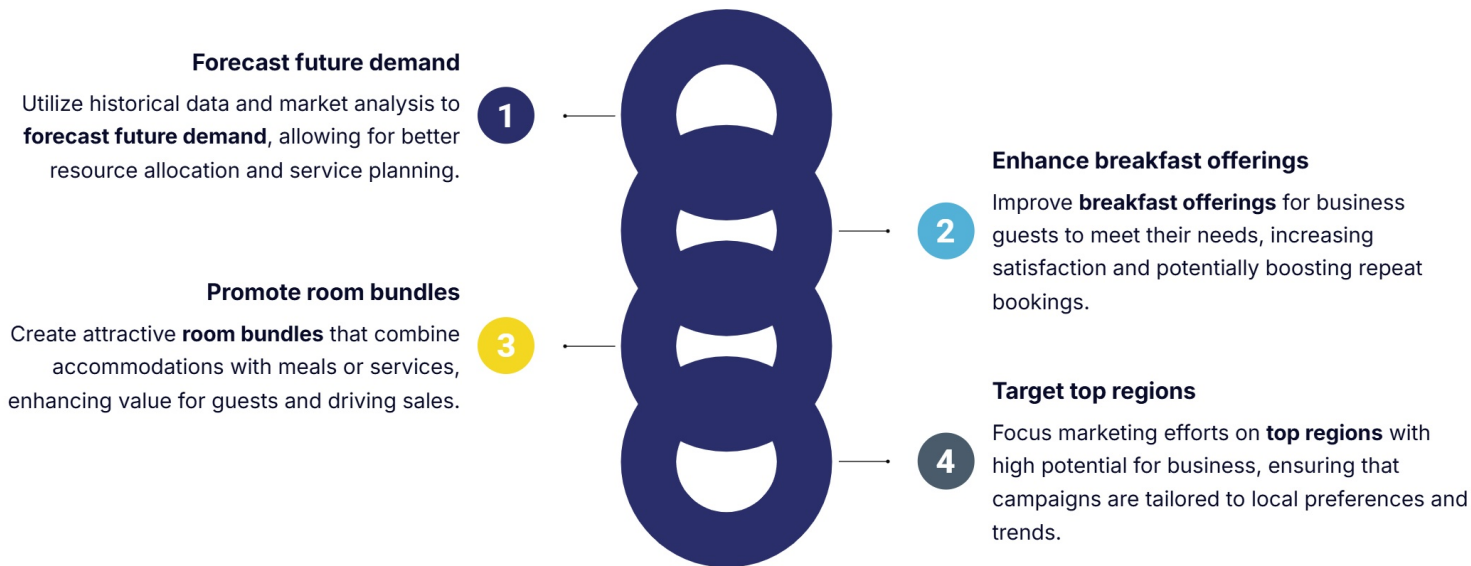 Forecast future demand
Utilize historical data and market analysis to
forecast future demand, allowing for better
resource allocation and service planning.
1
Enhance breakfast offerings
2
Improve breakfast offerings for business
guests to meet their needs, increasing
satisfaction and potentially boosting repeat
bookings.
Promote room bundles
Create attractive room bundles that combine
accommodations with meals or services,
enhancing value for guests and driving sales.
3
Target top regions
4
Focus marketing efforts on top regions with
high potential for business, ensuring that
campaigns are tailored to local preferences and
trends.